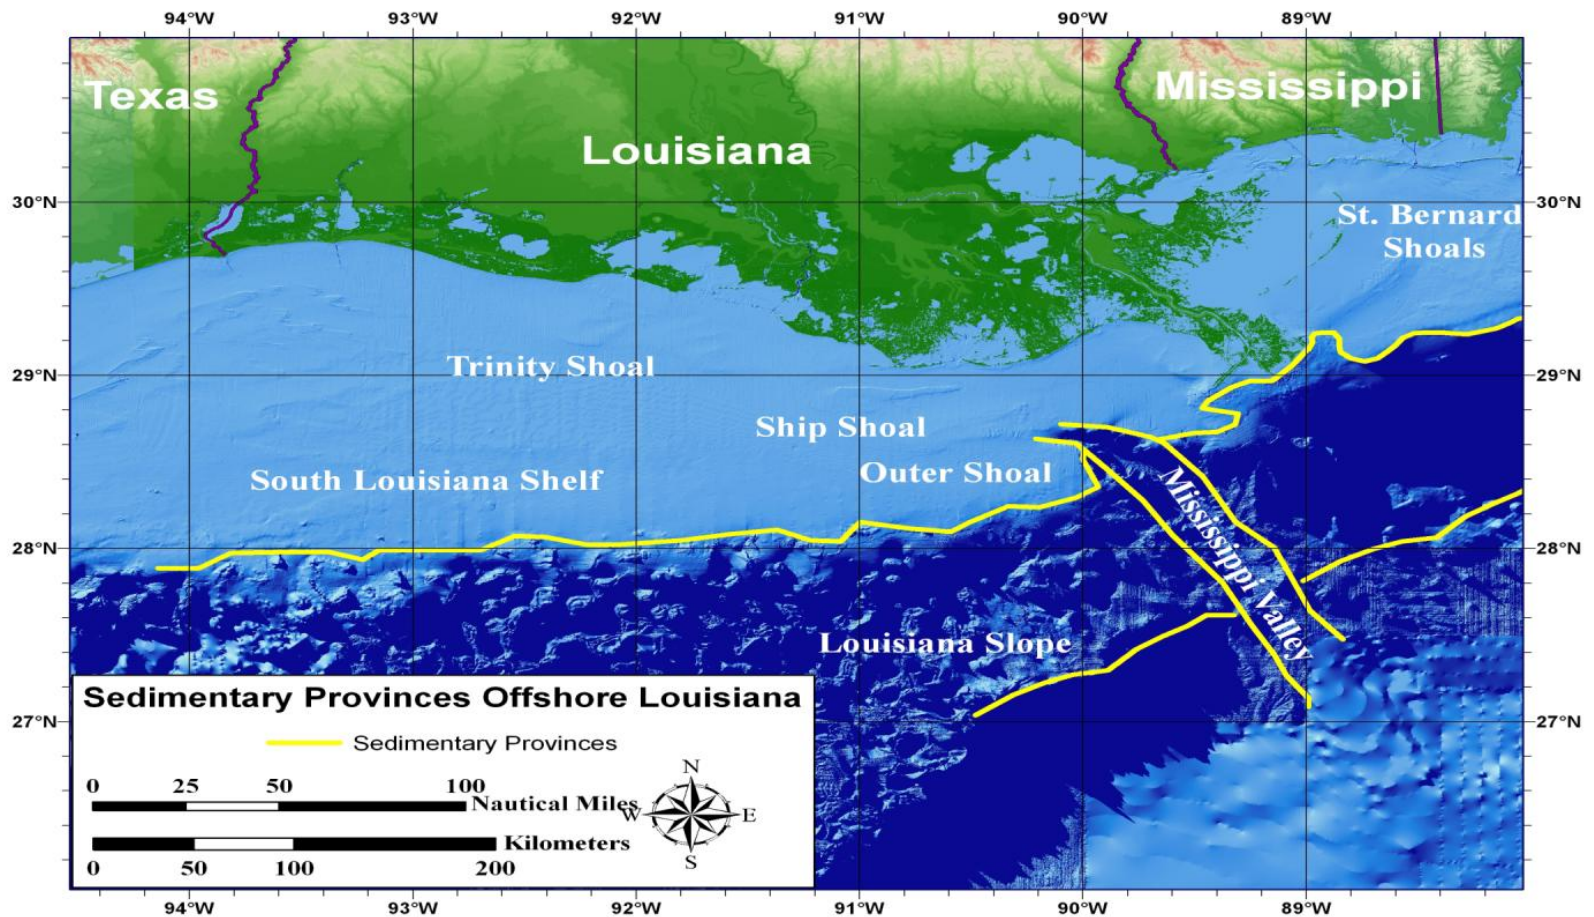 94°W 93°W 92°W 91°W 90°W 89°W
Texas
Mississippi
Louisiana
30°N 30°N
St. Bernard
Shoals
Trinity Shoal
29°N 29°N
Ship Shoal
Outer Shoal
South Louisiana Shelf
Mississippi Valley
28°N 28°N
Louisiana Slope
Sedimentary Provinces Offshore Louisiana
27°N 27°N
Sedimentary Provinces
0 25 50 100
Nautical Miles
Kilometers
0 50 100 200
N
W E
S
94°W 93°W 92°W 91°W 90°W 89°W